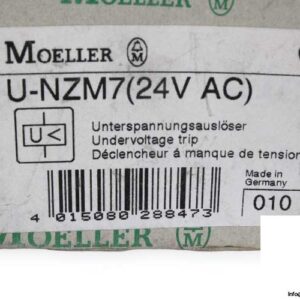 MOELLER
U-NZM7(24V AC)
U<
Unterspannungsauslöser
Undervoltage trip
Déclencheur à manque de tension
Made in
Germany
4 015080 288473
010
MOELLER